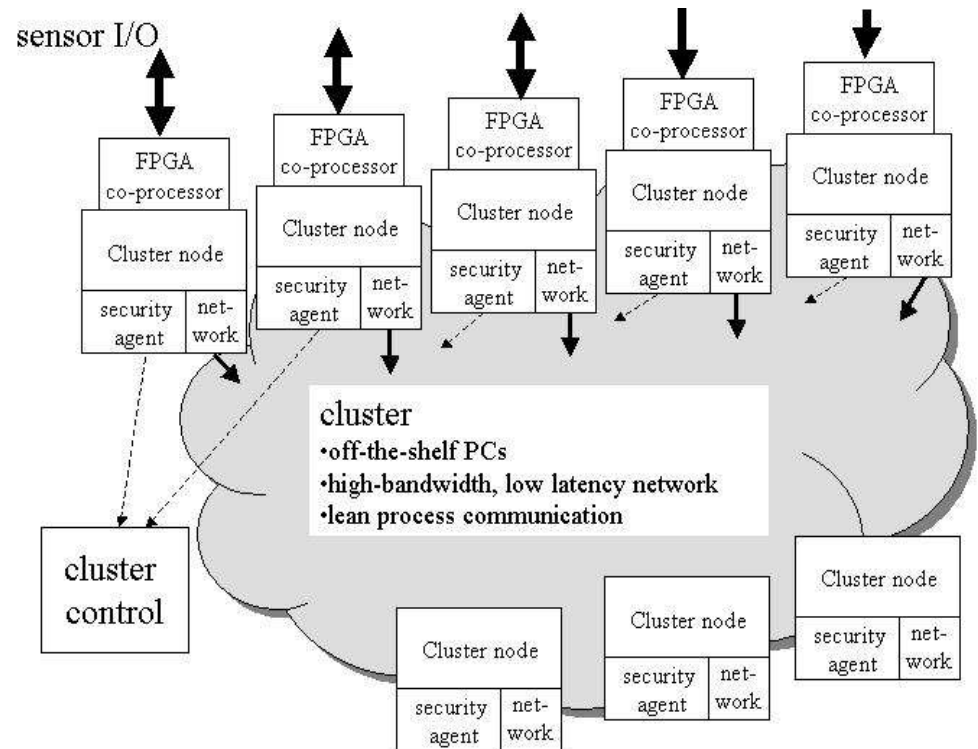 sensor I/O
FPGA
co-processor
Cluster node
security
agent
net-
work
FPGA
co-processor
Cluster node
security
agent
net-
work
FPGA
co-processor
Cluster node
security
agent
net-
work
FPGA
co-processor
Cluster node
security
agent
net-
work
FPGA
co-processor
Cluster node
security
agent
net-
work
cluster
•off-the-shelf PCs
•high-bandwidth, low latency network
•lean process communication
cluster
control
Cluster node
security
agent
net-
work
Cluster node
security
agent
net-
work
Cluster node
security
agent
net-
work